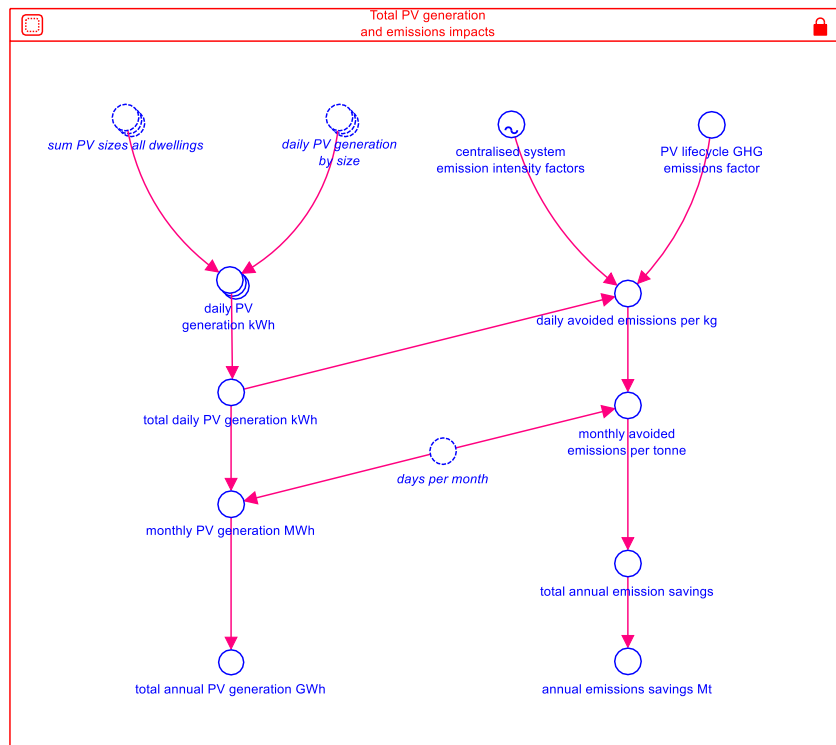 Total PV generation
and emissions impacts
sum PV sizes all dwellings
daily PV generation
by size
centralised system
emission intensity factors
PV lifecycle GHG
emissions factor
daily PV
generation kWh
daily avoided emissions per kg
total daily PV generation kWh
monthly avoided
emissions per tonne
days per month
monthly PV generation MWh
total annual emission savings
total annual PV generation GWh
annual emissions savings Mt